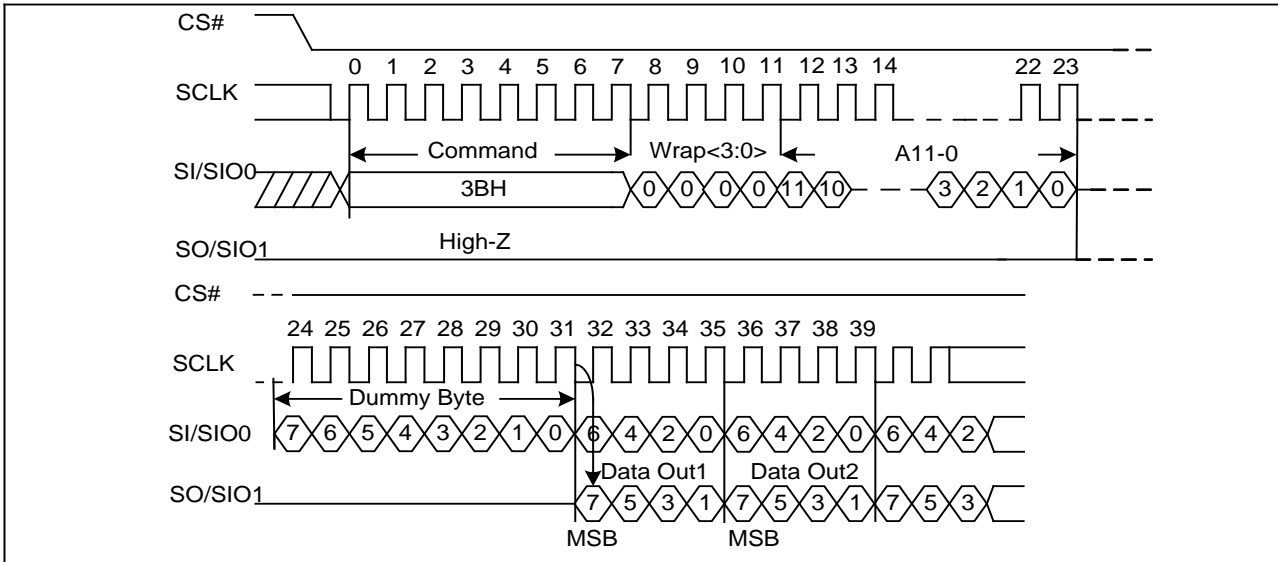 CS#
0 1 2 3 4 5 6 7 8 9 10 11 12 13 14 22 23
SCLK
Command Wrap<3:0> A11-0
SI/SIO0 3BH 0 0 0 0 11 10 3 2 1 0
High-Z
SO/SIO1
CS#
24 25 26 27 28 29 30 31 32 33 34 35 36 37 38 39
SCLK
Dummy Byte
SI/SIO0 7 6 5 4 3 2 1 0 6 4 2 0 6 4 2 0 6 4 2
Data Out1 Data Out2
SO/SIO1 7 5 3 1 7 5 3 1 7 5 3
MSB MSB